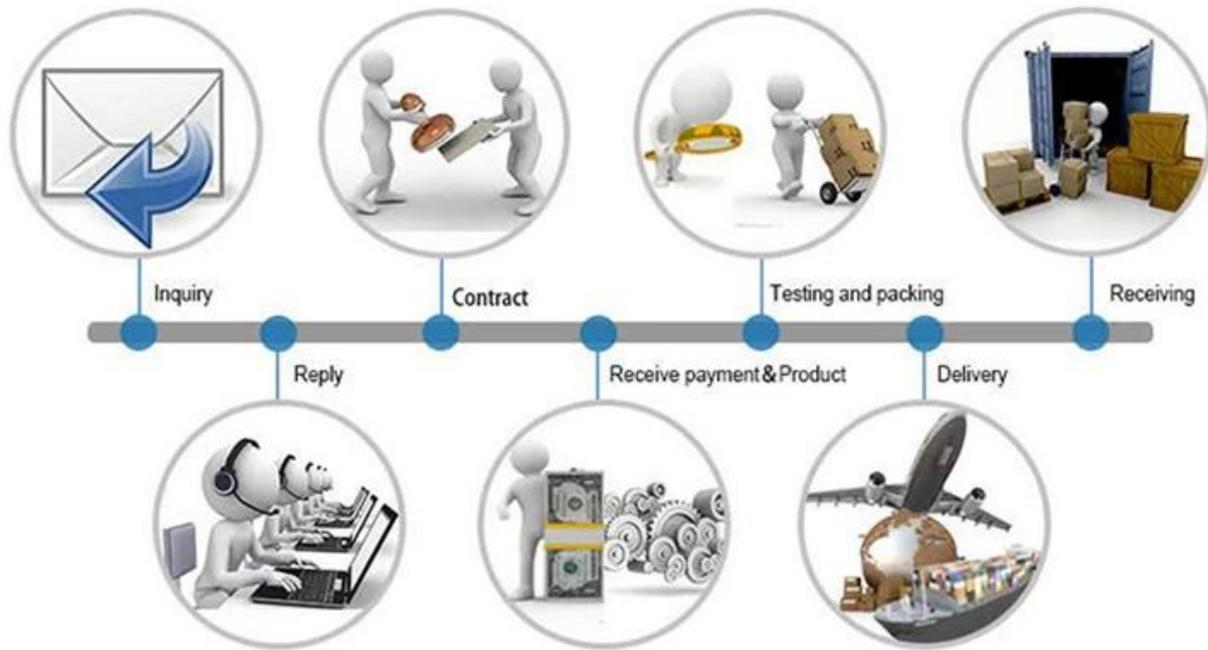 Inquiry
Reply
Contract
Receive payment&Product
Testing and packing
Delivery
Receiving